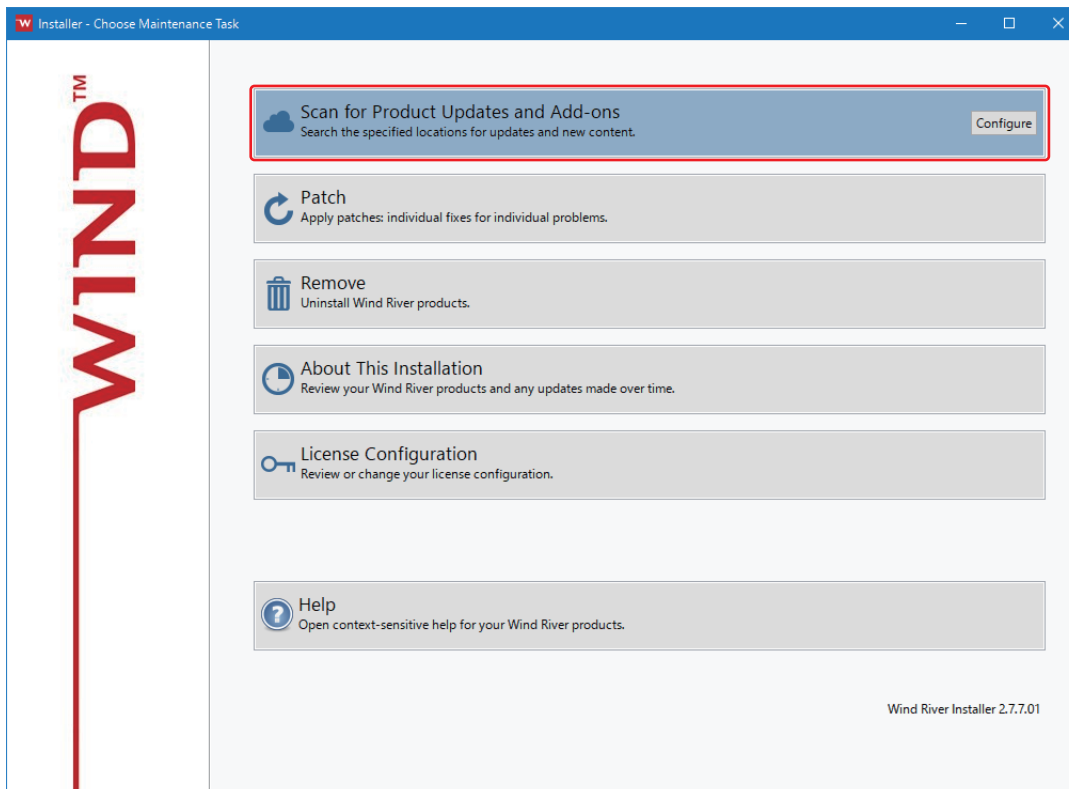 Installer - Choose Maintenance Task
WIND™
Scan for Product Updates and Add-ons
Search the specified locations for updates and new content.
Configure
Patch
Apply patches: individual fixes for individual problems.
Remove
Uninstall Wind River products.
About This Installation
Review your Wind River products and any updates made over time.
License Configuration
Review or change your license configuration.
Help
Open context-sensitive help for your Wind River products.
Wind River Installer 2.7.7.01